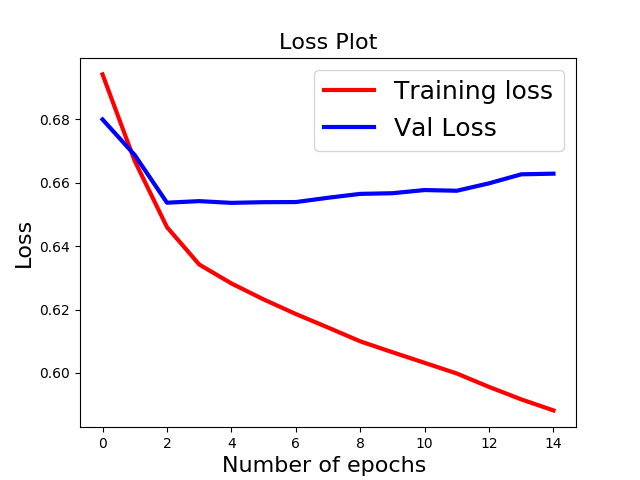 Loss Plot
Training loss
Val Loss
0.68
0.66
0.64
0.62
0.60
Loss
0 2 4 6 8 10 12 14
Number of epochs